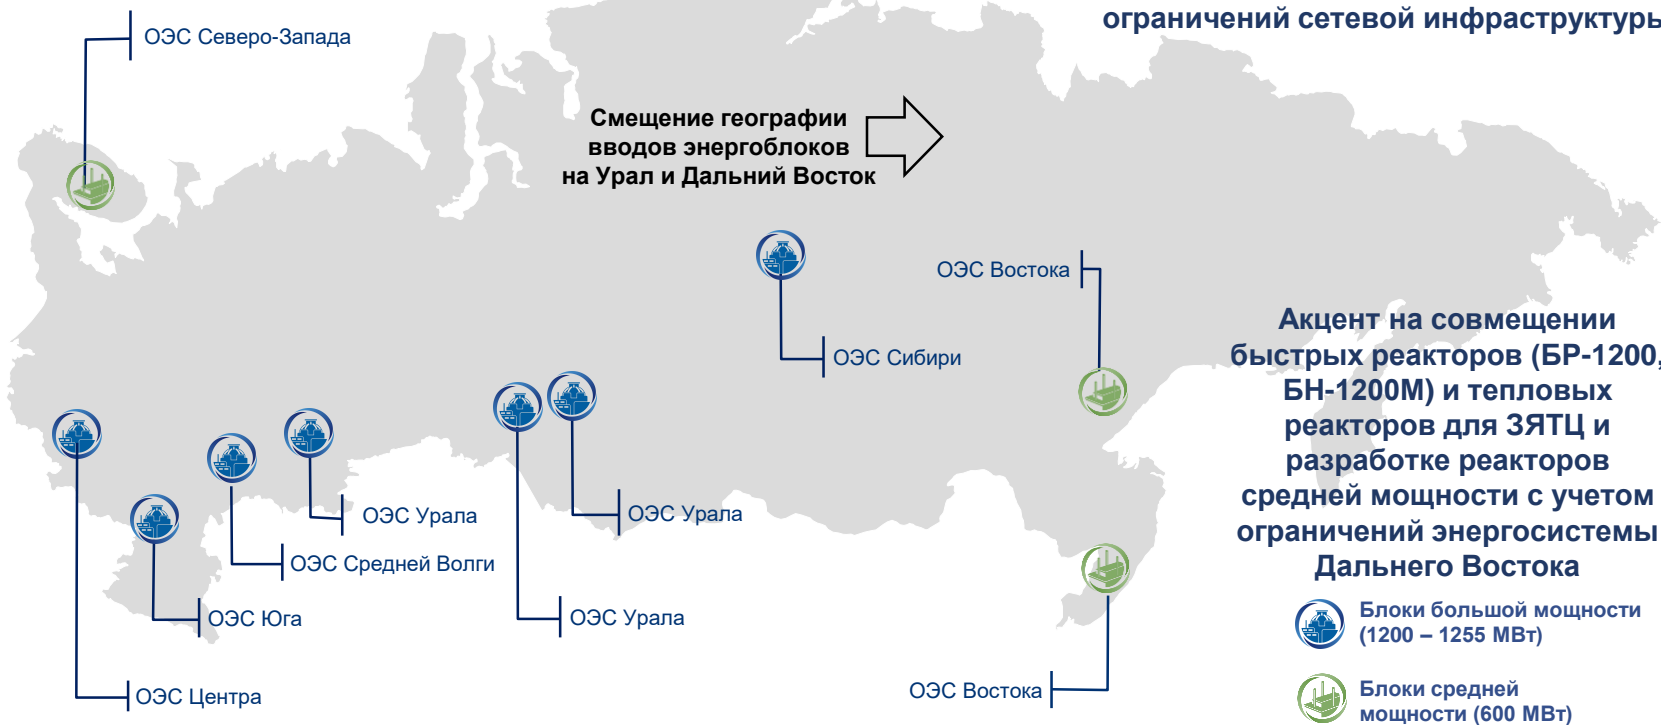 ограничений сетевой инфраструктуры
ОЭС Северо-Запада
Смещение географии
вводов энергоблоков
на Урал и Дальний Восток
ОЭС Востока
ОЭС Сибири
Акцент на совмещении
быстрых реакторов (БР-1200,
БН-1200М) и тепловых
реакторов для ЗЯТЦ и
разработке реакторов
средней мощности с учетом
ограничений энергосистемы
Дальнего Востока
ОЭС Урала
ОЭС Урала
ОЭС Средней Волги
ОЭС Юга
ОЭС Урала
ОЭС Центра
ОЭС Востока
Блоки большой мощности
(1200 – 1255 МВт)
Блоки средней
мощности (600 МВт)